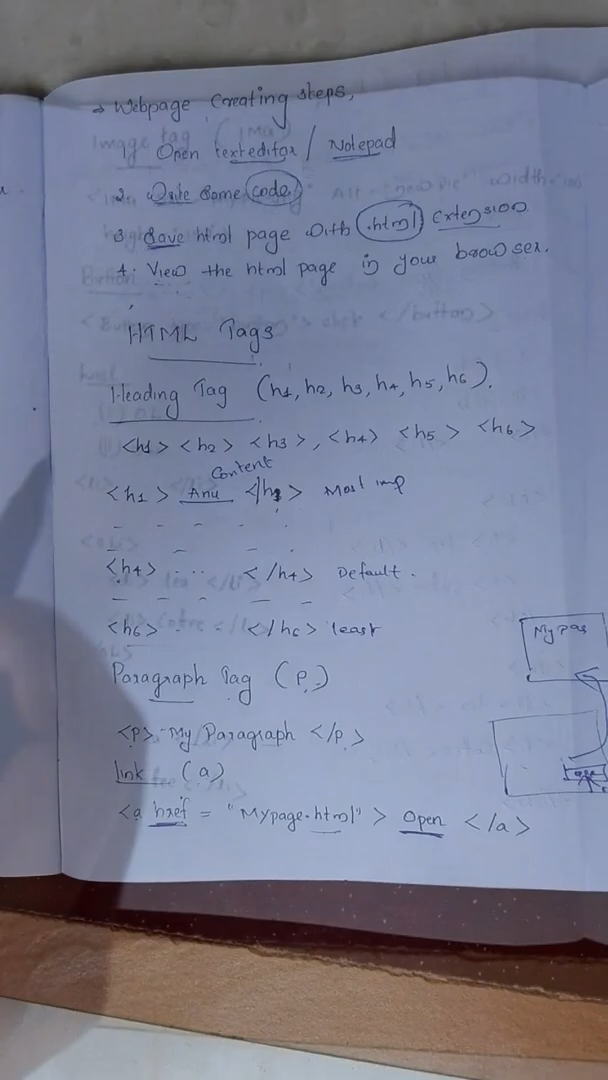 → Webpage Creating steps,
1. Open texteditor / Notepad
2. Write Some code
3 Save html page with .html extension
4. View the html page in your browser.
HTML Tags
Heading Tag (h1, h2, h3, h4, h5, h6).
<h1> <h2> <h3>, <h4> <h5> <h6>
Content
<h1> Anu </h1> Most imp
<h4> ... </h4> Default.
<h6> </h6> least
Paragraph Tag (P.)
<P> My Paragraph </P>
link (a)
<a href = "Mypage.html"> Open </a>
My pag